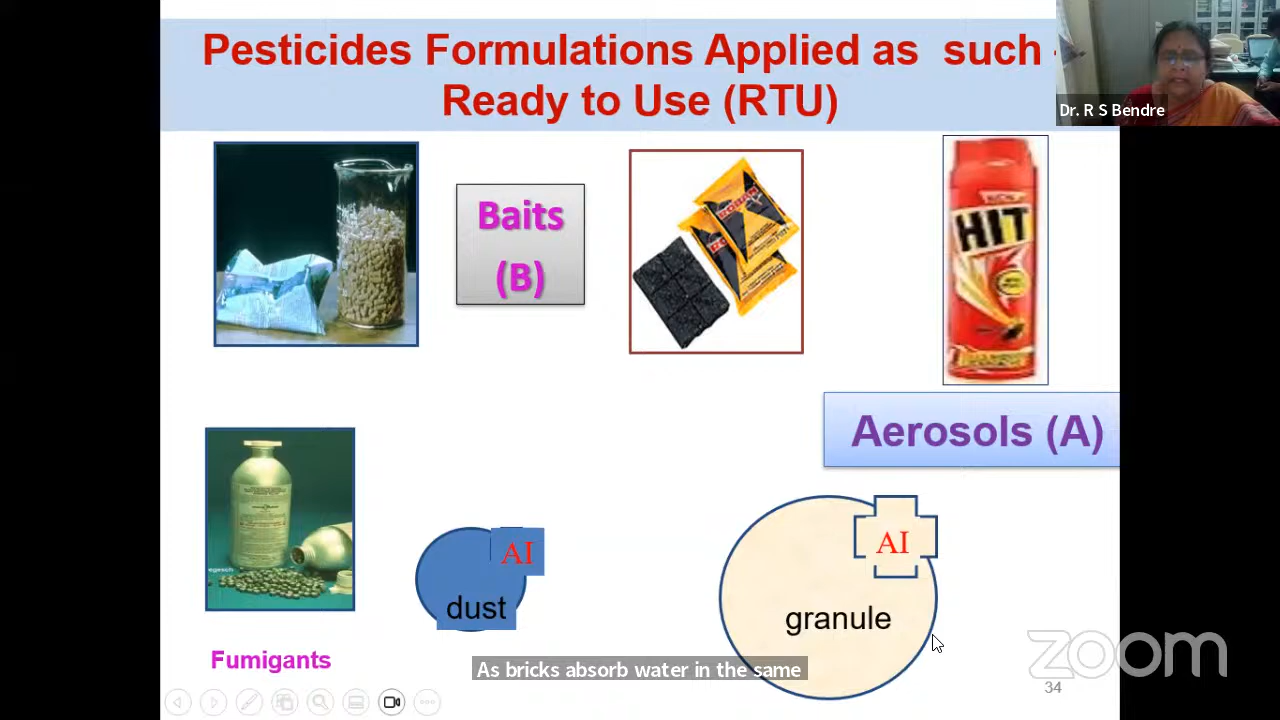 Pesticides Formulations Applied as such -
Ready to Use (RTU)
Dr. R S Bendre
Baits
(B)
HIT
Aerosols (A)
AI
dust
AI
granule
Fumigants
As bricks absorb water in the same
zoom
34